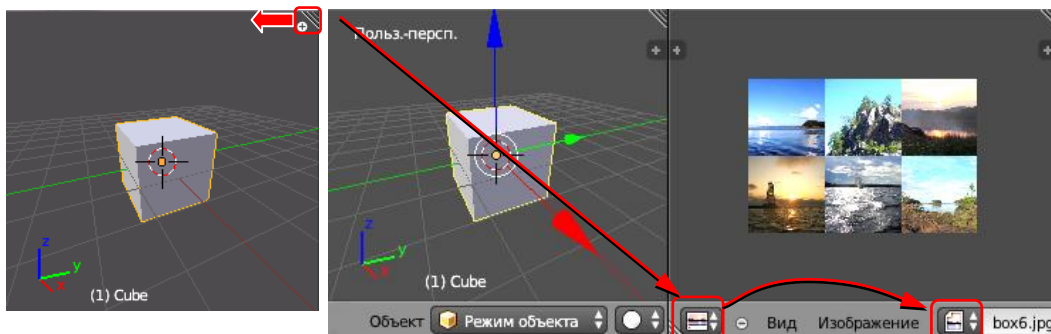 z
y
x
(1) Cube
Польз.-персп.
z
y
x
(1) Cube
Объект Режим объекта
Вид Изображение box6.jpg